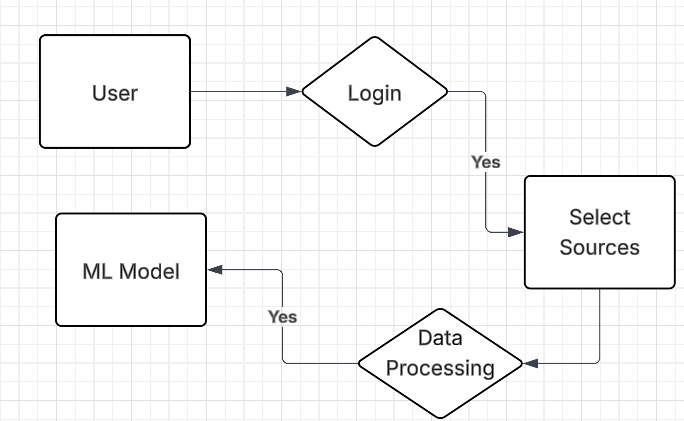 User
Login
Yes
Select
Sources
ML Model
Yes
Data
Processing